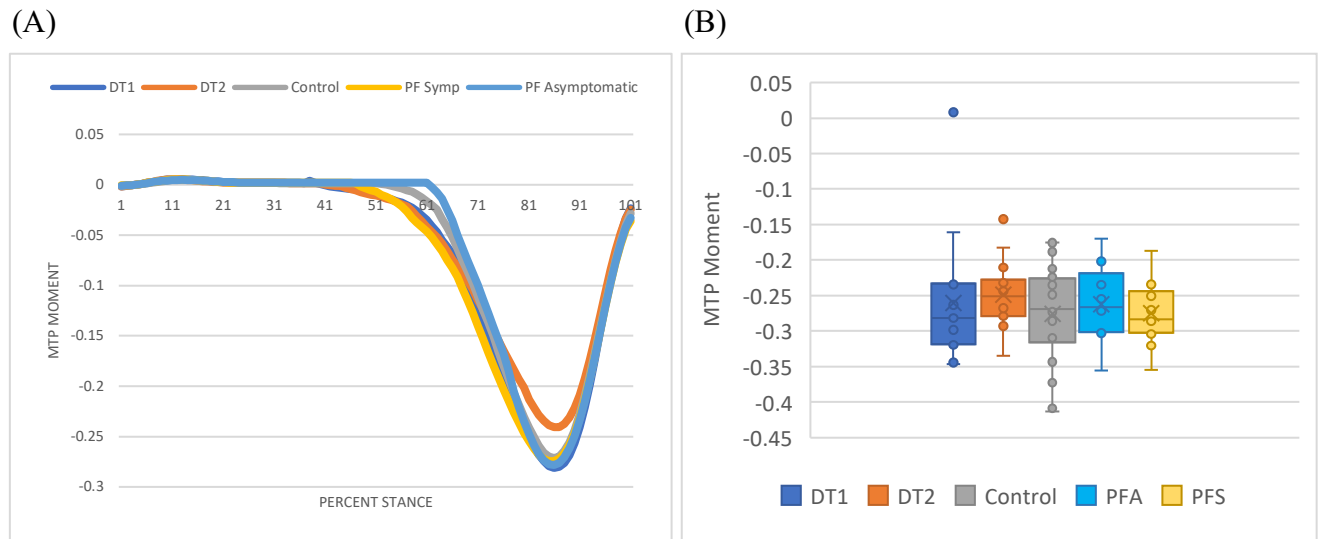 (A)
(B)
DT1 DT2 Control PF Symp PF Asymptomatic
0.05
0
-0.05
-0.1
-0.15
-0.2
-0.25
-0.3
MTP MOMENT
1 11 21 31 41 51 61 71 81 91 101
PERCENT STANCE
0.05
0
-0.05
-0.1
-0.15
-0.2
-0.25
-0.3
-0.35
-0.4
-0.45
MTP Moment
DT1 DT2 Control PFA PFS